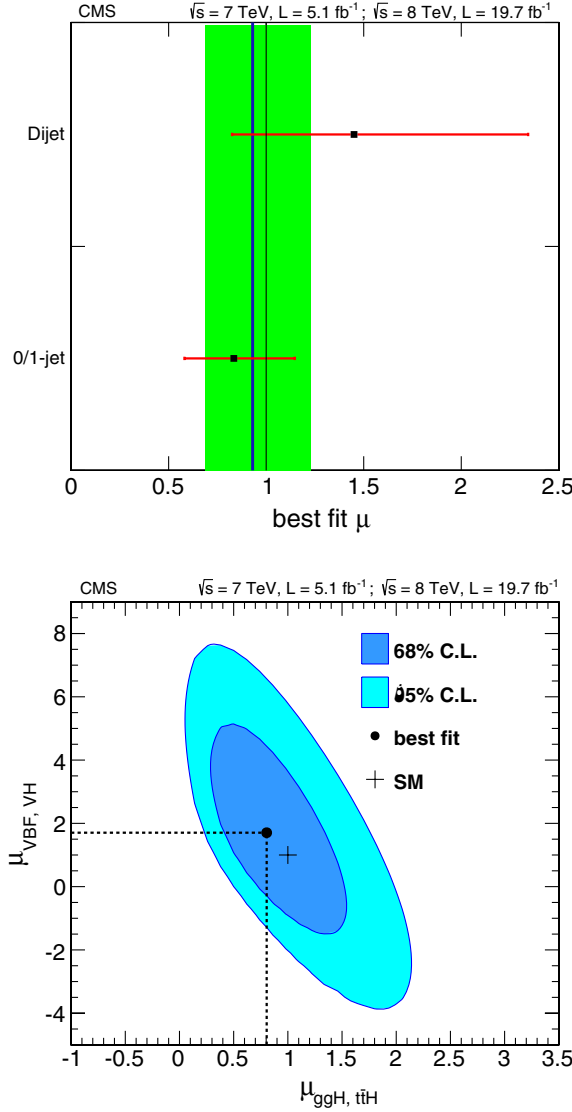 CMS √s = 7 TeV, L = 5.1 fb⁻¹ ; √s = 8 TeV, L = 19.7 fb⁻¹
Dijet
0/1-jet
0 0.5 1 1.5 2 2.5
best fit μ
CMS √s = 7 TeV, L = 5.1 fb⁻¹ ; √s = 8 TeV, L = 19.7 fb⁻¹
8
6
4
2
0
-2
-4
μVBF, VH
68% C.L.
95% C.L.
best fit
SM
-1 -0.5 0 0.5 1 1.5 2 2.5 3 3.5
μggH, tt̄H